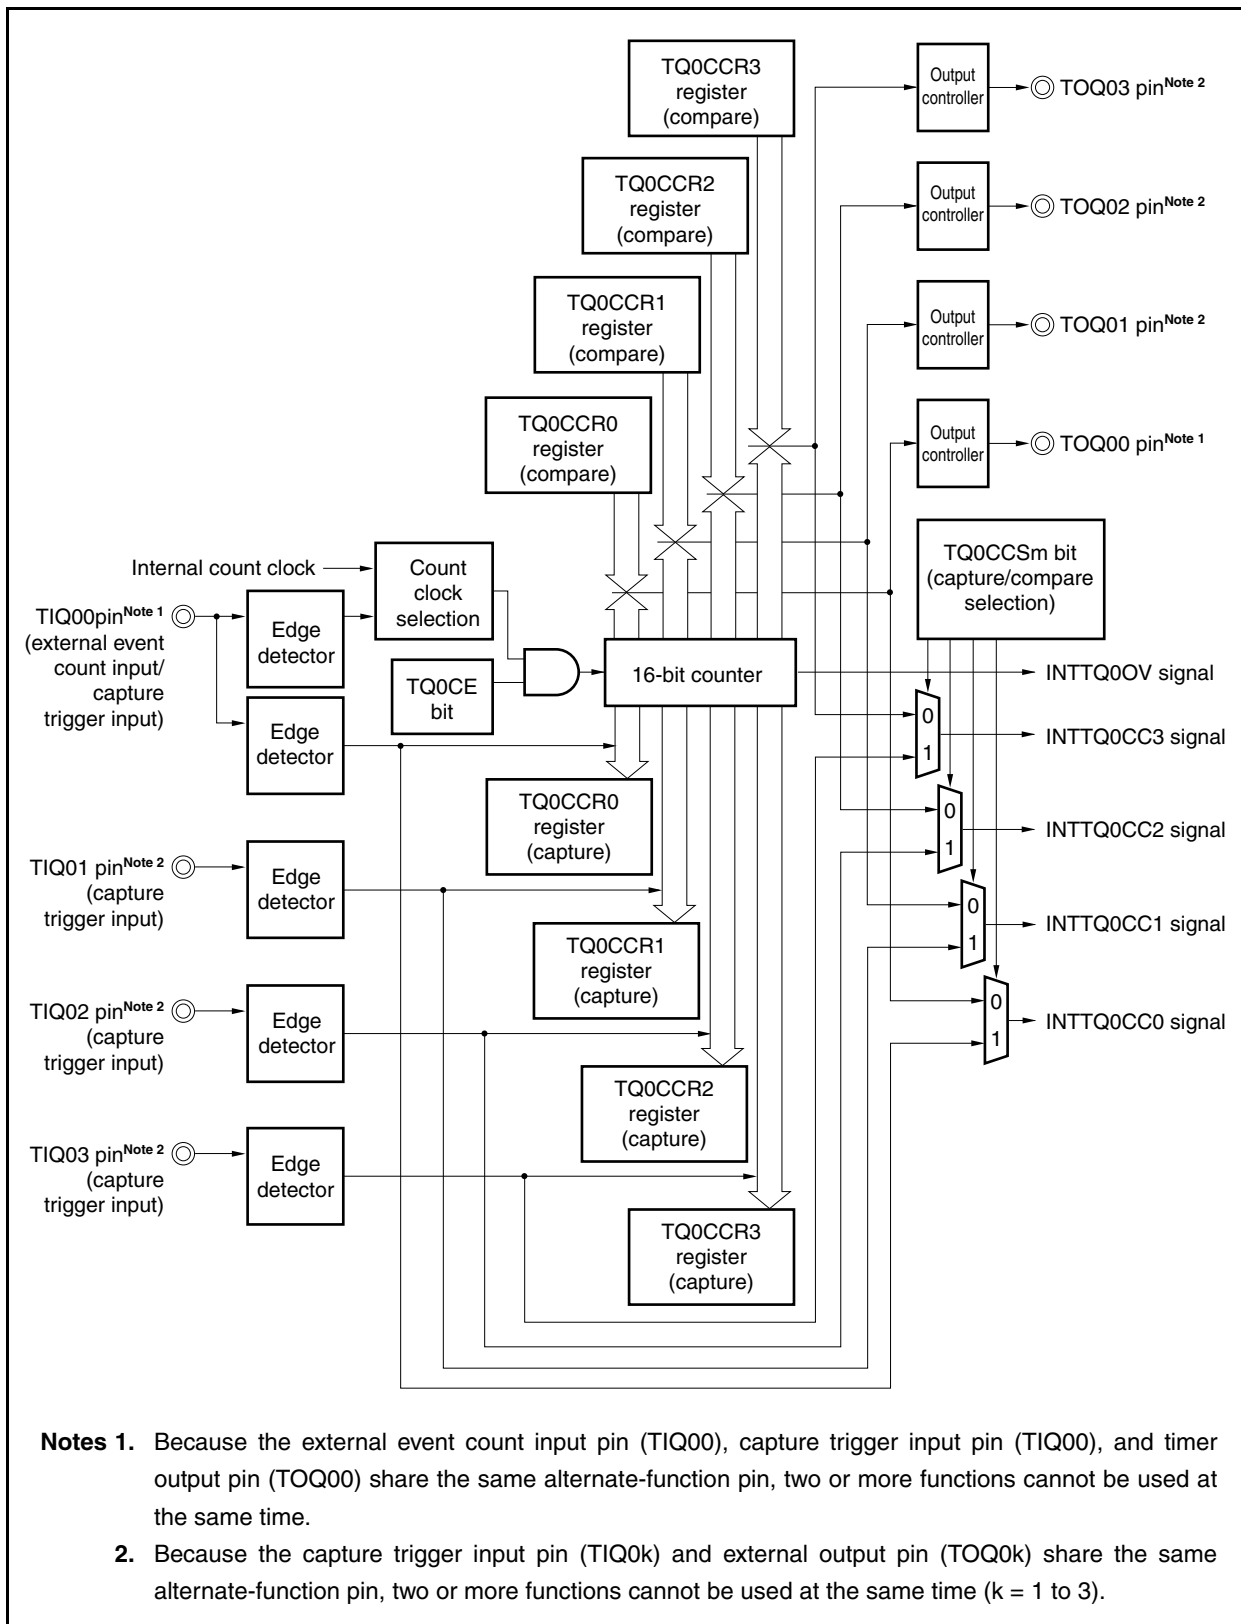 TQ0CCR3
register
(compare)
Output
controller
TOQ03 pinNote 2
TQ0CCR2
register
(compare)
Output
controller
TOQ02 pinNote 2
TQ0CCR1
register
(compare)
Output
controller
TOQ01 pinNote 2
TQ0CCR0
register
(compare)
Output
controller
TOQ00 pinNote 1
TQ0CCSm bit
(capture/compare
selection)
Internal count clock
Count
clock
selection
TIQ00pinNote 1
(external event
count input/
capture
trigger input)
Edge
detector
TQ0CE
bit
16-bit counter
INTTQ0OV signal
Edge
detector
0
1
INTTQ0CC3 signal
TQ0CCR0
register
(capture)
0
1
INTTQ0CC2 signal
TIQ01 pinNote 2
(capture
trigger input)
Edge
detector
0
1
INTTQ0CC1 signal
TQ0CCR1
register
(capture)
TIQ02 pinNote 2
(capture
trigger input)
Edge
detector
0
1
INTTQ0CC0 signal
TQ0CCR2
register
(capture)
TIQ03 pinNote 2
(capture
trigger input)
Edge
detector
TQ0CCR3
register
(capture)
Notes 1. Because the external event count input pin (TIQ00), capture trigger input pin (TIQ00), and timer
output pin (TOQ00) share the same alternate-function pin, two or more functions cannot be used at
the same time.
2. Because the capture trigger input pin (TIQ0k) and external output pin (TOQ0k) share the same
alternate-function pin, two or more functions cannot be used at the same time (k = 1 to 3).